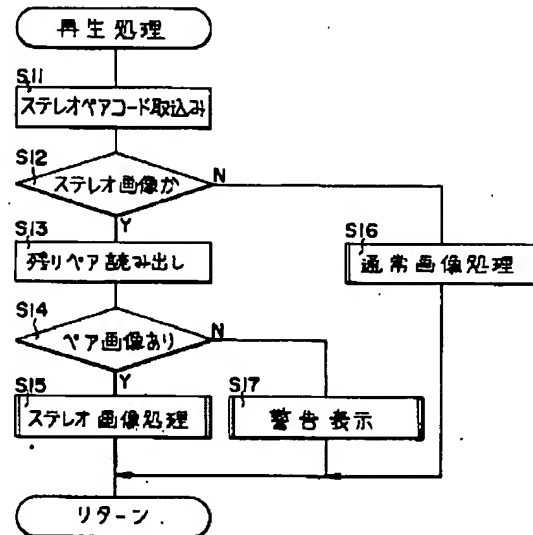 再生処理
S11
ステレオペアコード取込み
S12
ステレオ画像か
N
Y
S13
残りペア読み出し
S16
通常画像処理
S14
ペア画像あり
N
Y
S15
ステレオ画像処理
S17
警告表示
リターン